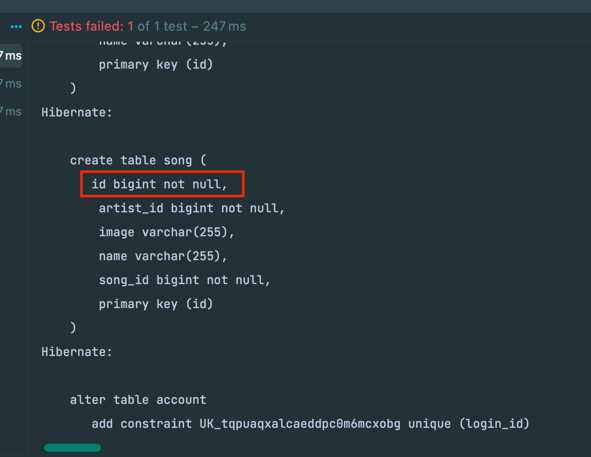 Tests failed: 1 of 1 test – 247 ms
7 ms
name varchar(255),
primary key (id)
7 ms
)
7 ms
Hibernate:
create table song (
id bigint not null,
artist_id bigint not null,
image varchar(255),
name varchar(255),
song_id bigint not null,
primary key (id)
)
Hibernate:
alter table account
add constraint UK_tqpuaqxalcaeddpc0m6mcxobg unique (login_id)